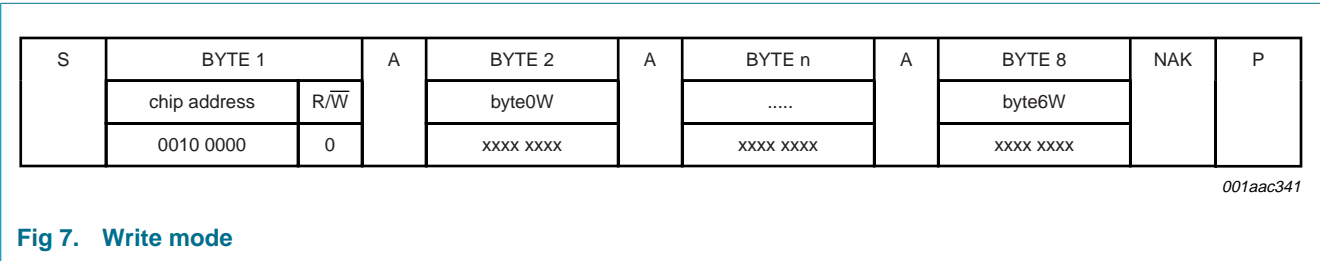 S BYTE 1 A BYTE 2 A BYTE n A BYTE 8 NAK P
chip address R/W̅ byte0W ..... byte6W
0010 0000 0 xxxx xxxx xxxx xxxx xxxx xxxx
001aac341
Fig 7. Write mode